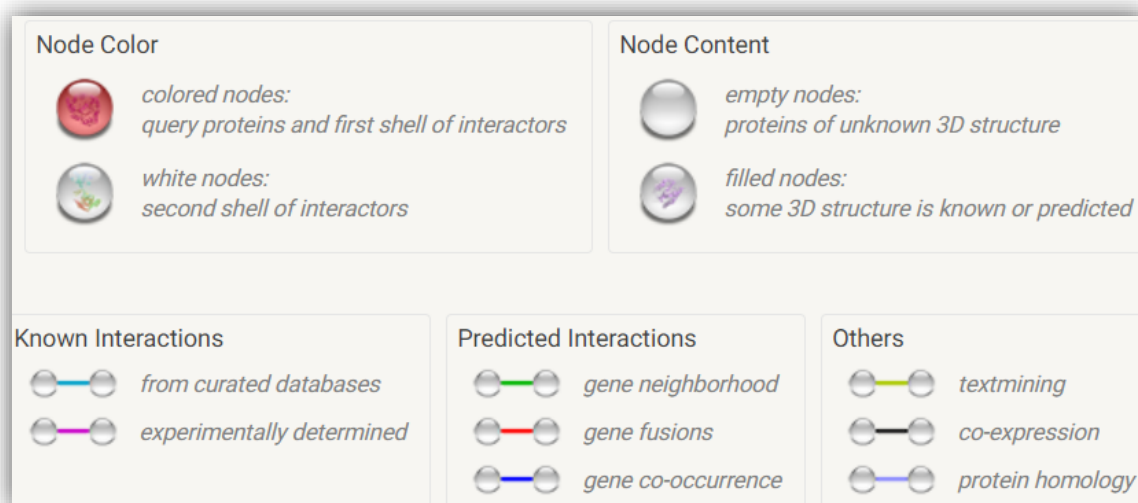 Node Color
colored nodes:
query proteins and first shell of interactors
white nodes:
second shell of interactors
Node Content
empty nodes:
proteins of unknown 3D structure
filled nodes:
some 3D structure is known or predicted
Known Interactions
from curated databases
experimentally determined
Predicted Interactions
gene neighborhood
gene fusions
gene co-occurrence
Others
textmining
co-expression
protein homology